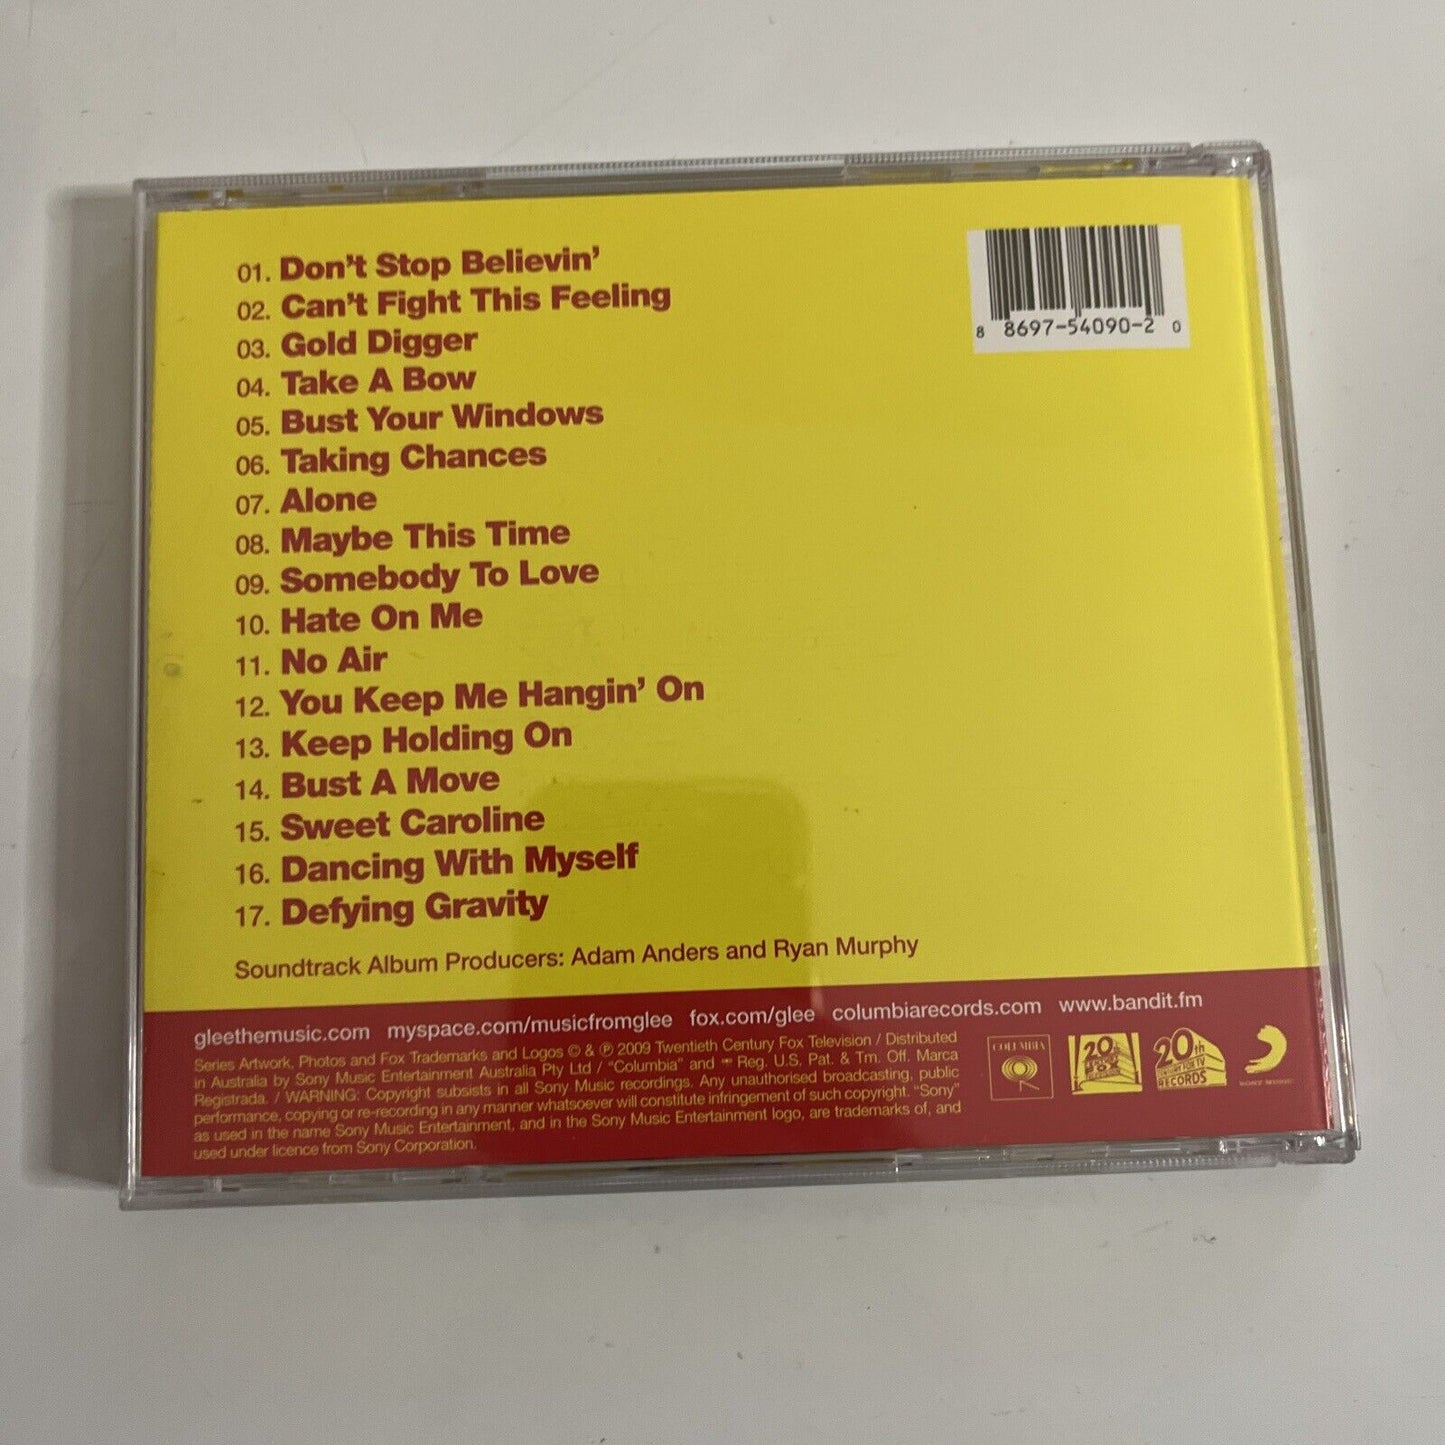 01. Don't Stop Believin'
02. Can't Fight This Feeling
03. Gold Digger
04. Take A Bow
05. Bust Your Windows
06. Taking Chances
07. Alone
08. Maybe This Time
09. Somebody To Love
10. Hate On Me
11. No Air
12. You Keep Me Hangin' On
13. Keep Holding On
14. Bust A Move
15. Sweet Caroline
16. Dancing With Myself
17. Defying Gravity
Soundtrack Album Producers: Adam Anders and Ryan Murphy
8 8697-54090-2 0
gleethemusic.com myspace.com/musicfromglee fox.com/glee columbiarecords.com www.bandit.fm
Series Artwork, Photos and Fox Trademarks and Logos © & ℗ 2009 Twentieth Century Fox Television / Distributed
in Australia by Sony Music Entertainment Australia Pty Ltd / "Columbia" and Reg. U.S. Pat. & Tm. Off. Marca
Registrada. / WARNING: Copyright subsists in all Sony Music recordings. Any unauthorised broadcasting, public
performance, copying or re-recording in any manner whatsoever will constitute infringement of such copyright. "Sony"
as used in the name Sony Music Entertainment, and in the Sony Music Entertainment logo, are trademarks of, and
used under licence from Sony Corporation.
COLUMBIA
20th
FOX
20th
RECORDS